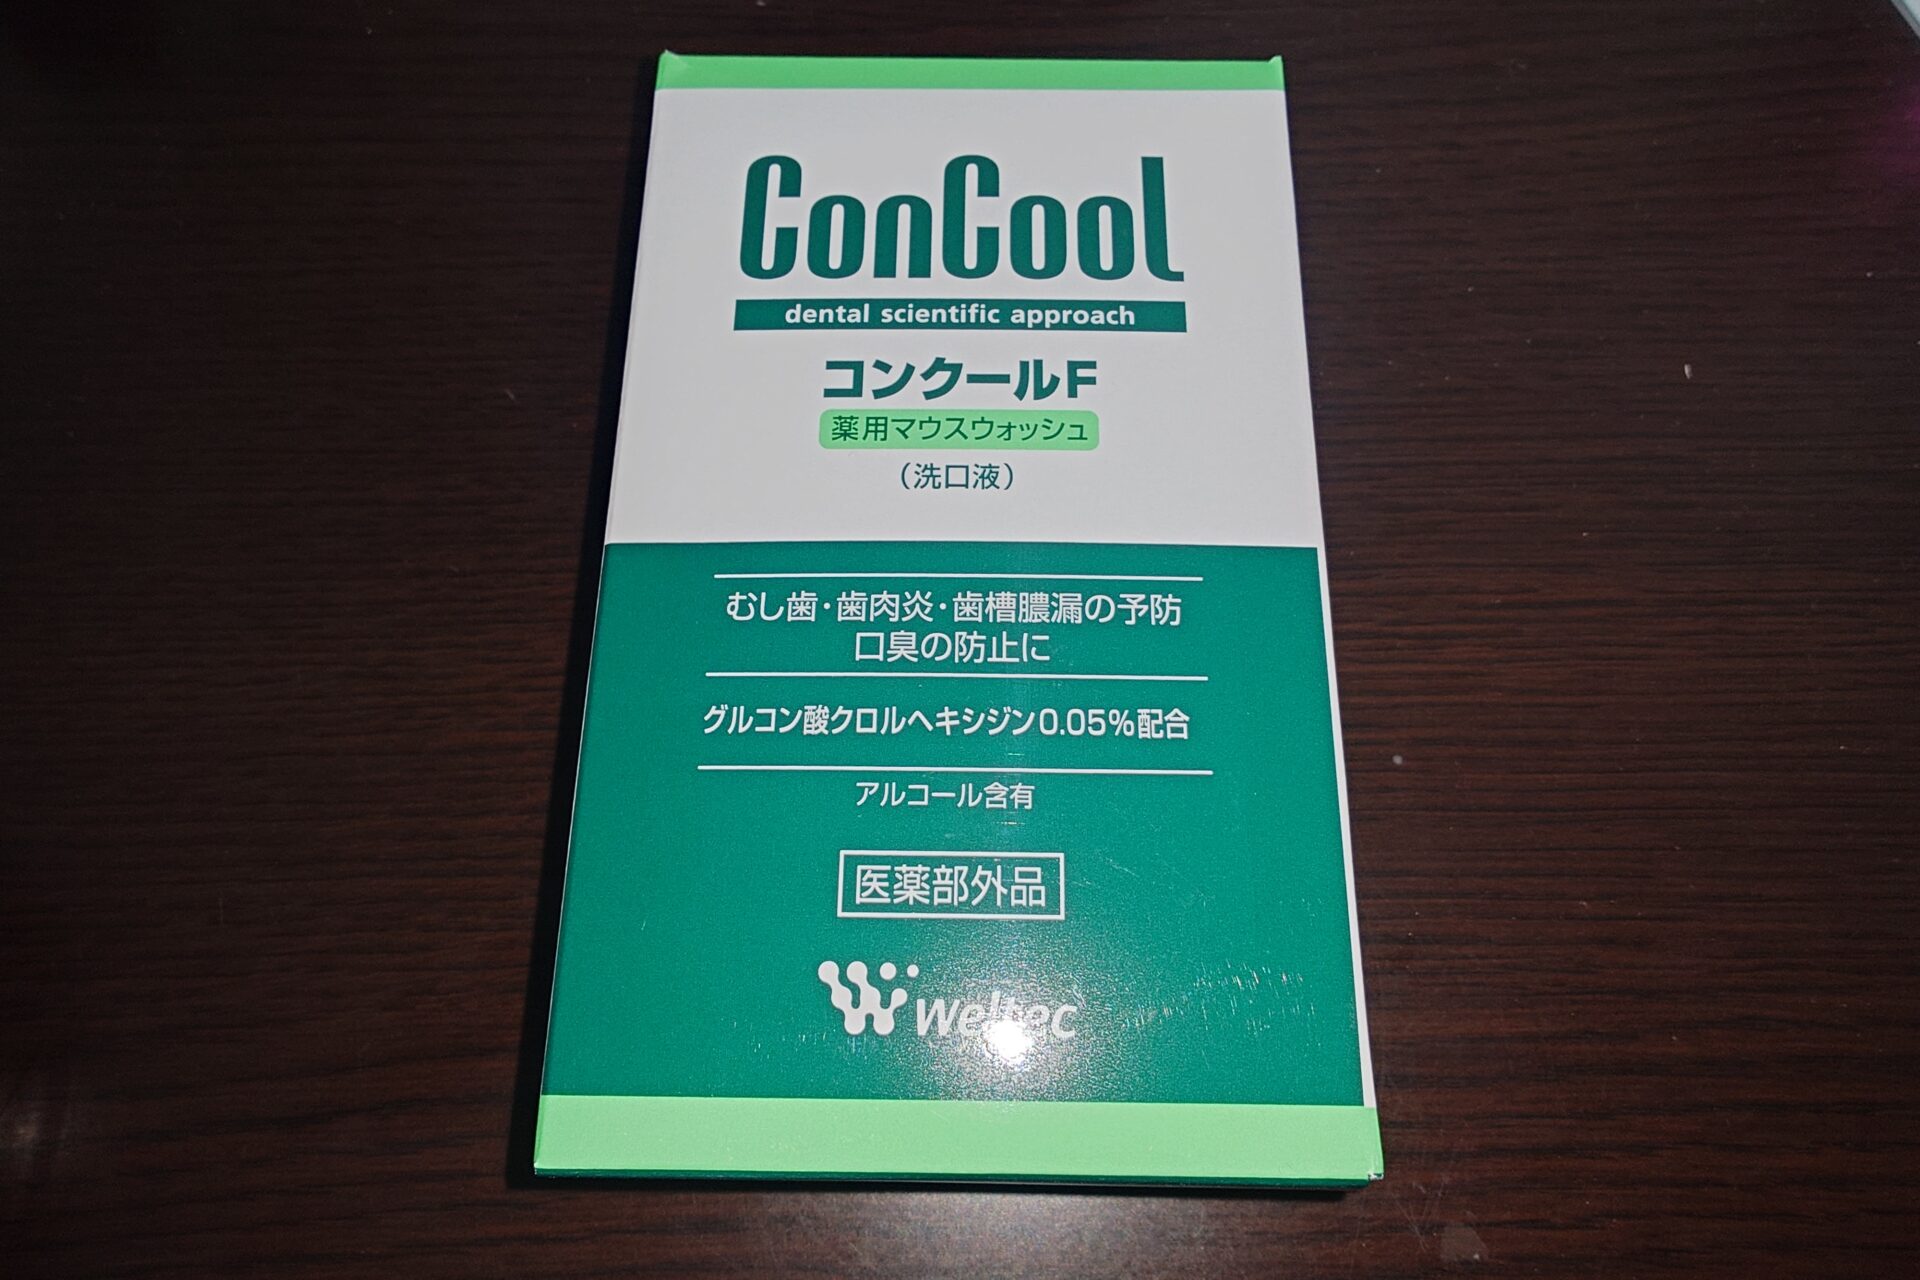 ConCool
dental scientific approach
コンクールF
薬用マウスウォッシュ
（洗口液）
むし歯・歯肉炎・歯槽膿漏の予防
口臭の防止に
グルコン酸クロルヘキシジン0.05%配合
アルコール含有
医薬部外品
Weltec